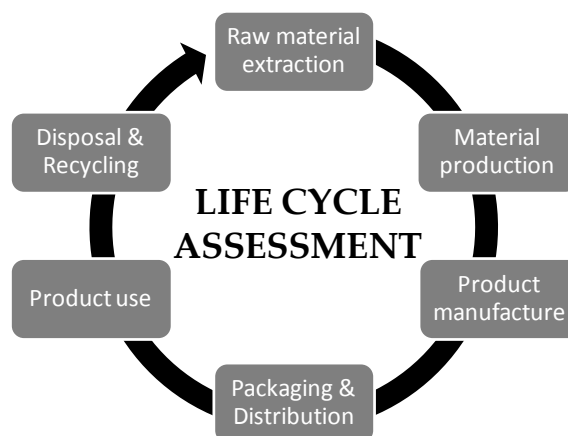 Raw material
extraction
Material
production
Product
manufacture
Packaging &
Distribution
Product use
Disposal &
Recycling
LIFE CYCLE
ASSESSMENT